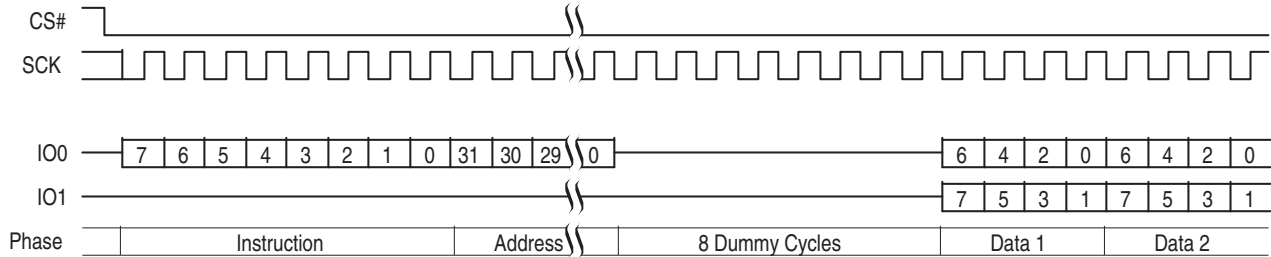 CS#
SCK
IO0 7 6 5 4 3 2 1 0 31 30 29 0 6 4 2 0 6 4 2 0
IO1 7 5 3 1 7 5 3 1
Phase Instruction Address 8 Dummy Cycles Data 1 Data 2